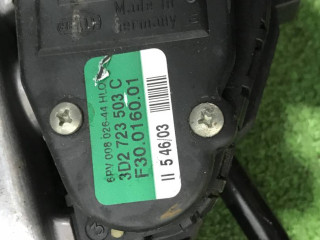 Made in
Germany
6PV 008 026-44 HLO
3D2 723 503 C
F30.0160.01
II 5 46/03